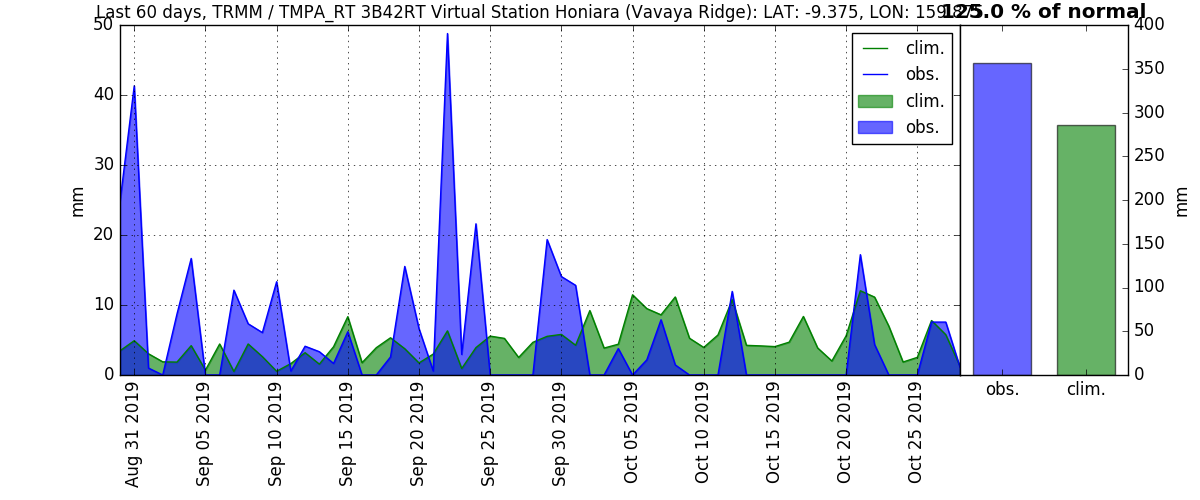 Last 60 days, TRMM / TMPA_RT 3B42RT Virtual Station Honiara (Vavaya Ridge): LAT: -9.375, LON:
125.0 % of normal
50
40
30
20
10
0
mm
clim.
obs.
clim.
obs.
Aug 31 2019
Sep 05 2019
Sep 10 2019
Sep 15 2019
Sep 20 2019
Sep 25 2019
Sep 30 2019
Oct 05 2019
Oct 10 2019
Oct 15 2019
Oct 20 2019
Oct 25 2019
400
350
300
250
200
150
100
50
0
mm
obs.
clim.